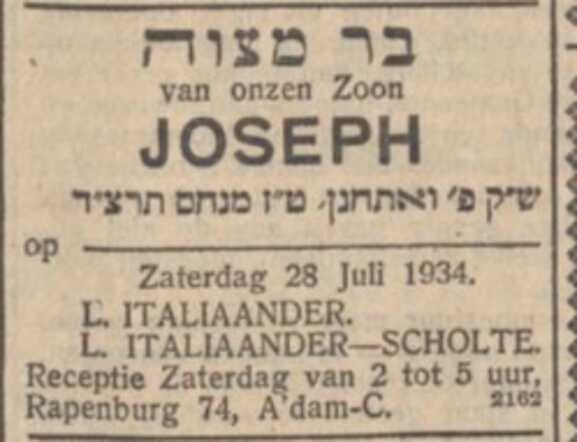 בר מצוה
van onzen Zoon
JOSEPH
ש״ק פ׳ ואתחנן, ט״ז מנחם תרצ״ד
op
Zaterdag 28 Juli 1934.
L. ITALIAANDER.
L. ITALIAANDER—SCHOLTE.
Receptie Zaterdag van 2 tot 5 uur,
Rapenburg 74, A'dam-C. 2162